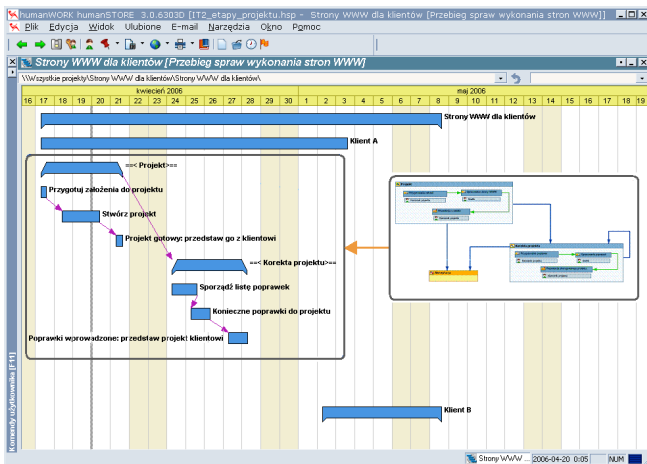 humanWORK humanSTORE 3.0.6303D [IT2_etapy_projektu.hsp - Strony WWW dla klientów [Przebieg spraw wykonania stron WWW]]
Plik Edycja Widok Ulubione E-mail Narzędzia Okno Pomoc
Strony WWW dla klientów [Przebieg spraw wykonania stron WWW]
\\Wszystkie projekty\Strony WWW dla klientów\Strony WWW dla klientów\
kwiecień 2006 maj 2006
16 17 18 19 20 21 22 23 24 25 26 27 28 29 30 1 2 3 4 5 6 7 8 9 10 11 12 13 14 15 16 17 18 19
Strony WWW dla klientów
Klient A
==< Projekt>==
Przygotuj założenia do projektu
Stwórz projekt
Projekt gotowy: przedstaw go z klientowi
==< Korekta projektu>==
Sporządź listę poprawek
Konieczne poprawki do projektu
Poprawki wprowadzone: przedstaw projekt klientowi
Klient B
Komendy użytkownika [F11]
Strony WWW ... 2006-04-20 0:05 NUM